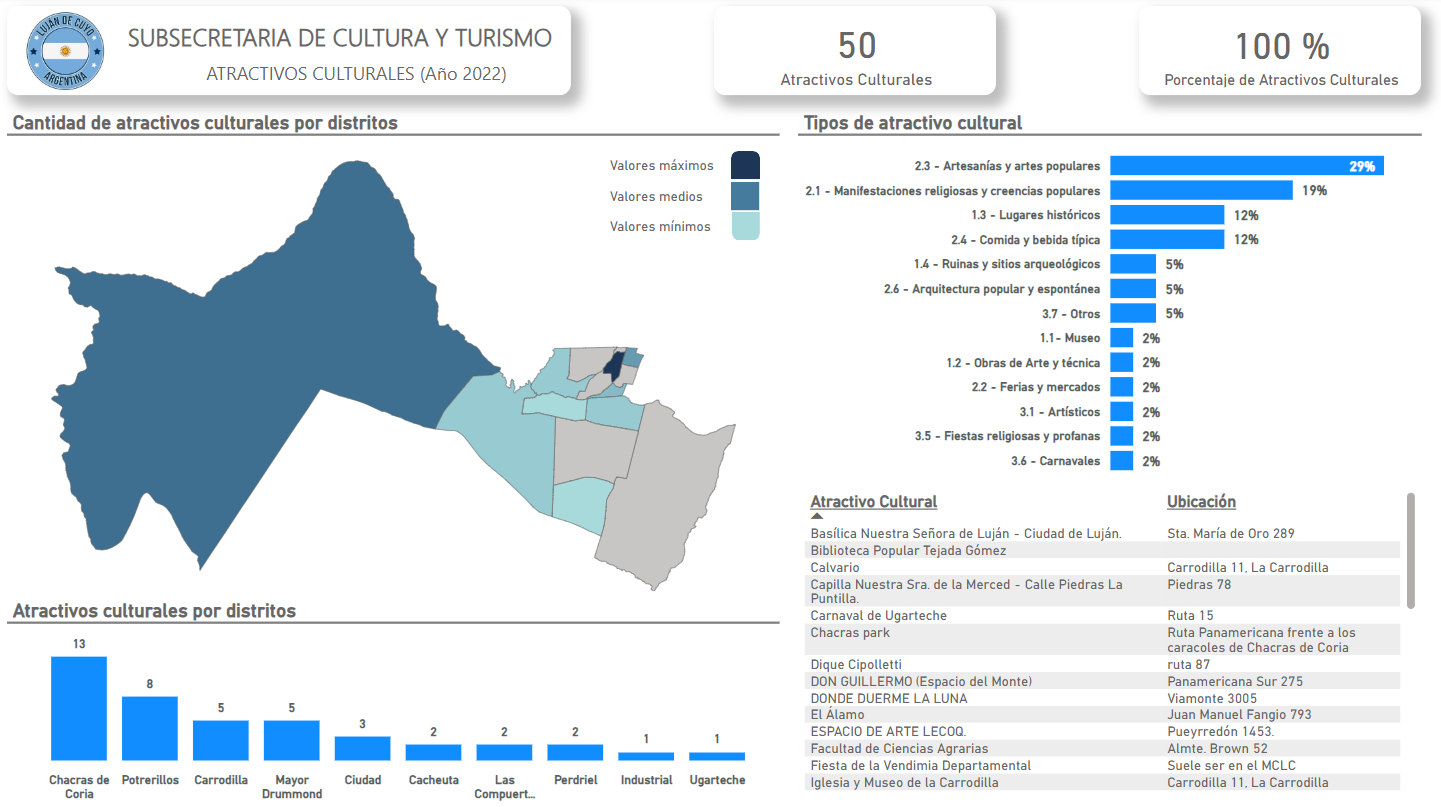 LUJÁN DE CUYO
ARGENTINA
SUBSECRETARIA DE CULTURA Y TURISMO
ATRACTIVOS CULTURALES (Año 2022)
50
Atractivos Culturales
100 %
Porcentaje de Atractivos Culturales
Cantidad de atractivos culturales por distritos
Valores máximos
Valores medios
Valores mínimos
Tipos de atractivo cultural
2.3 - Artesanías y artes populares 29%
2.1 - Manifestaciones religiosas y creencias populares 19%
1.3 - Lugares históricos 12%
2.4 - Comida y bebida típica 12%
1.4 - Ruinas y sitios arqueológicos 5%
2.6 - Arquitectura popular y espontánea 5%
3.7 - Otros 5%
1.1- Museo 2%
1.2 - Obras de Arte y técnica 2%
2.2 - Ferias y mercados 2%
3.1 - Artísticos 2%
3.5 - Fiestas religiosas y profanas 2%
3.6 - Carnavales 2%
Atractivos culturales por distritos
13 8 5 5 3 2 2 2 1 1
Chacras de Potrerillos Carrodilla Mayor Ciudad Cacheuta Las Perdriel Industrial Ugarteche
Coria Drummond Compuert...
Atractivo Cultural Ubicación
Basílica Nuestra Señora de Luján - Ciudad de Luján. Sta. María de Oro 289
Biblioteca Popular Tejada Gómez
Calvario Carrodilla 11, La Carrodilla
Capilla Nuestra Sra. de la Merced - Calle Piedras La Piedras 78
Puntilla.
Carnaval de Ugarteche Ruta 15
Chacras park Ruta Panamericana frente a los
caracoles de Chacras de Coria
Dique Cipolletti ruta 87
DON GUILLERMO (Espacio del Monte) Panamericana Sur 275
DONDE DUERME LA LUNA Viamonte 3005
El Álamo Juan Manuel Fangio 793
ESPACIO DE ARTE LECOQ. Pueyrredón 1453.
Facultad de Ciencias Agrarias Almte. Brown 52
Fiesta de la Vendimia Departamental Suele ser en el MCLC
Iglesia y Museo de la Carrodilla Carrodilla 11, La Carrodilla